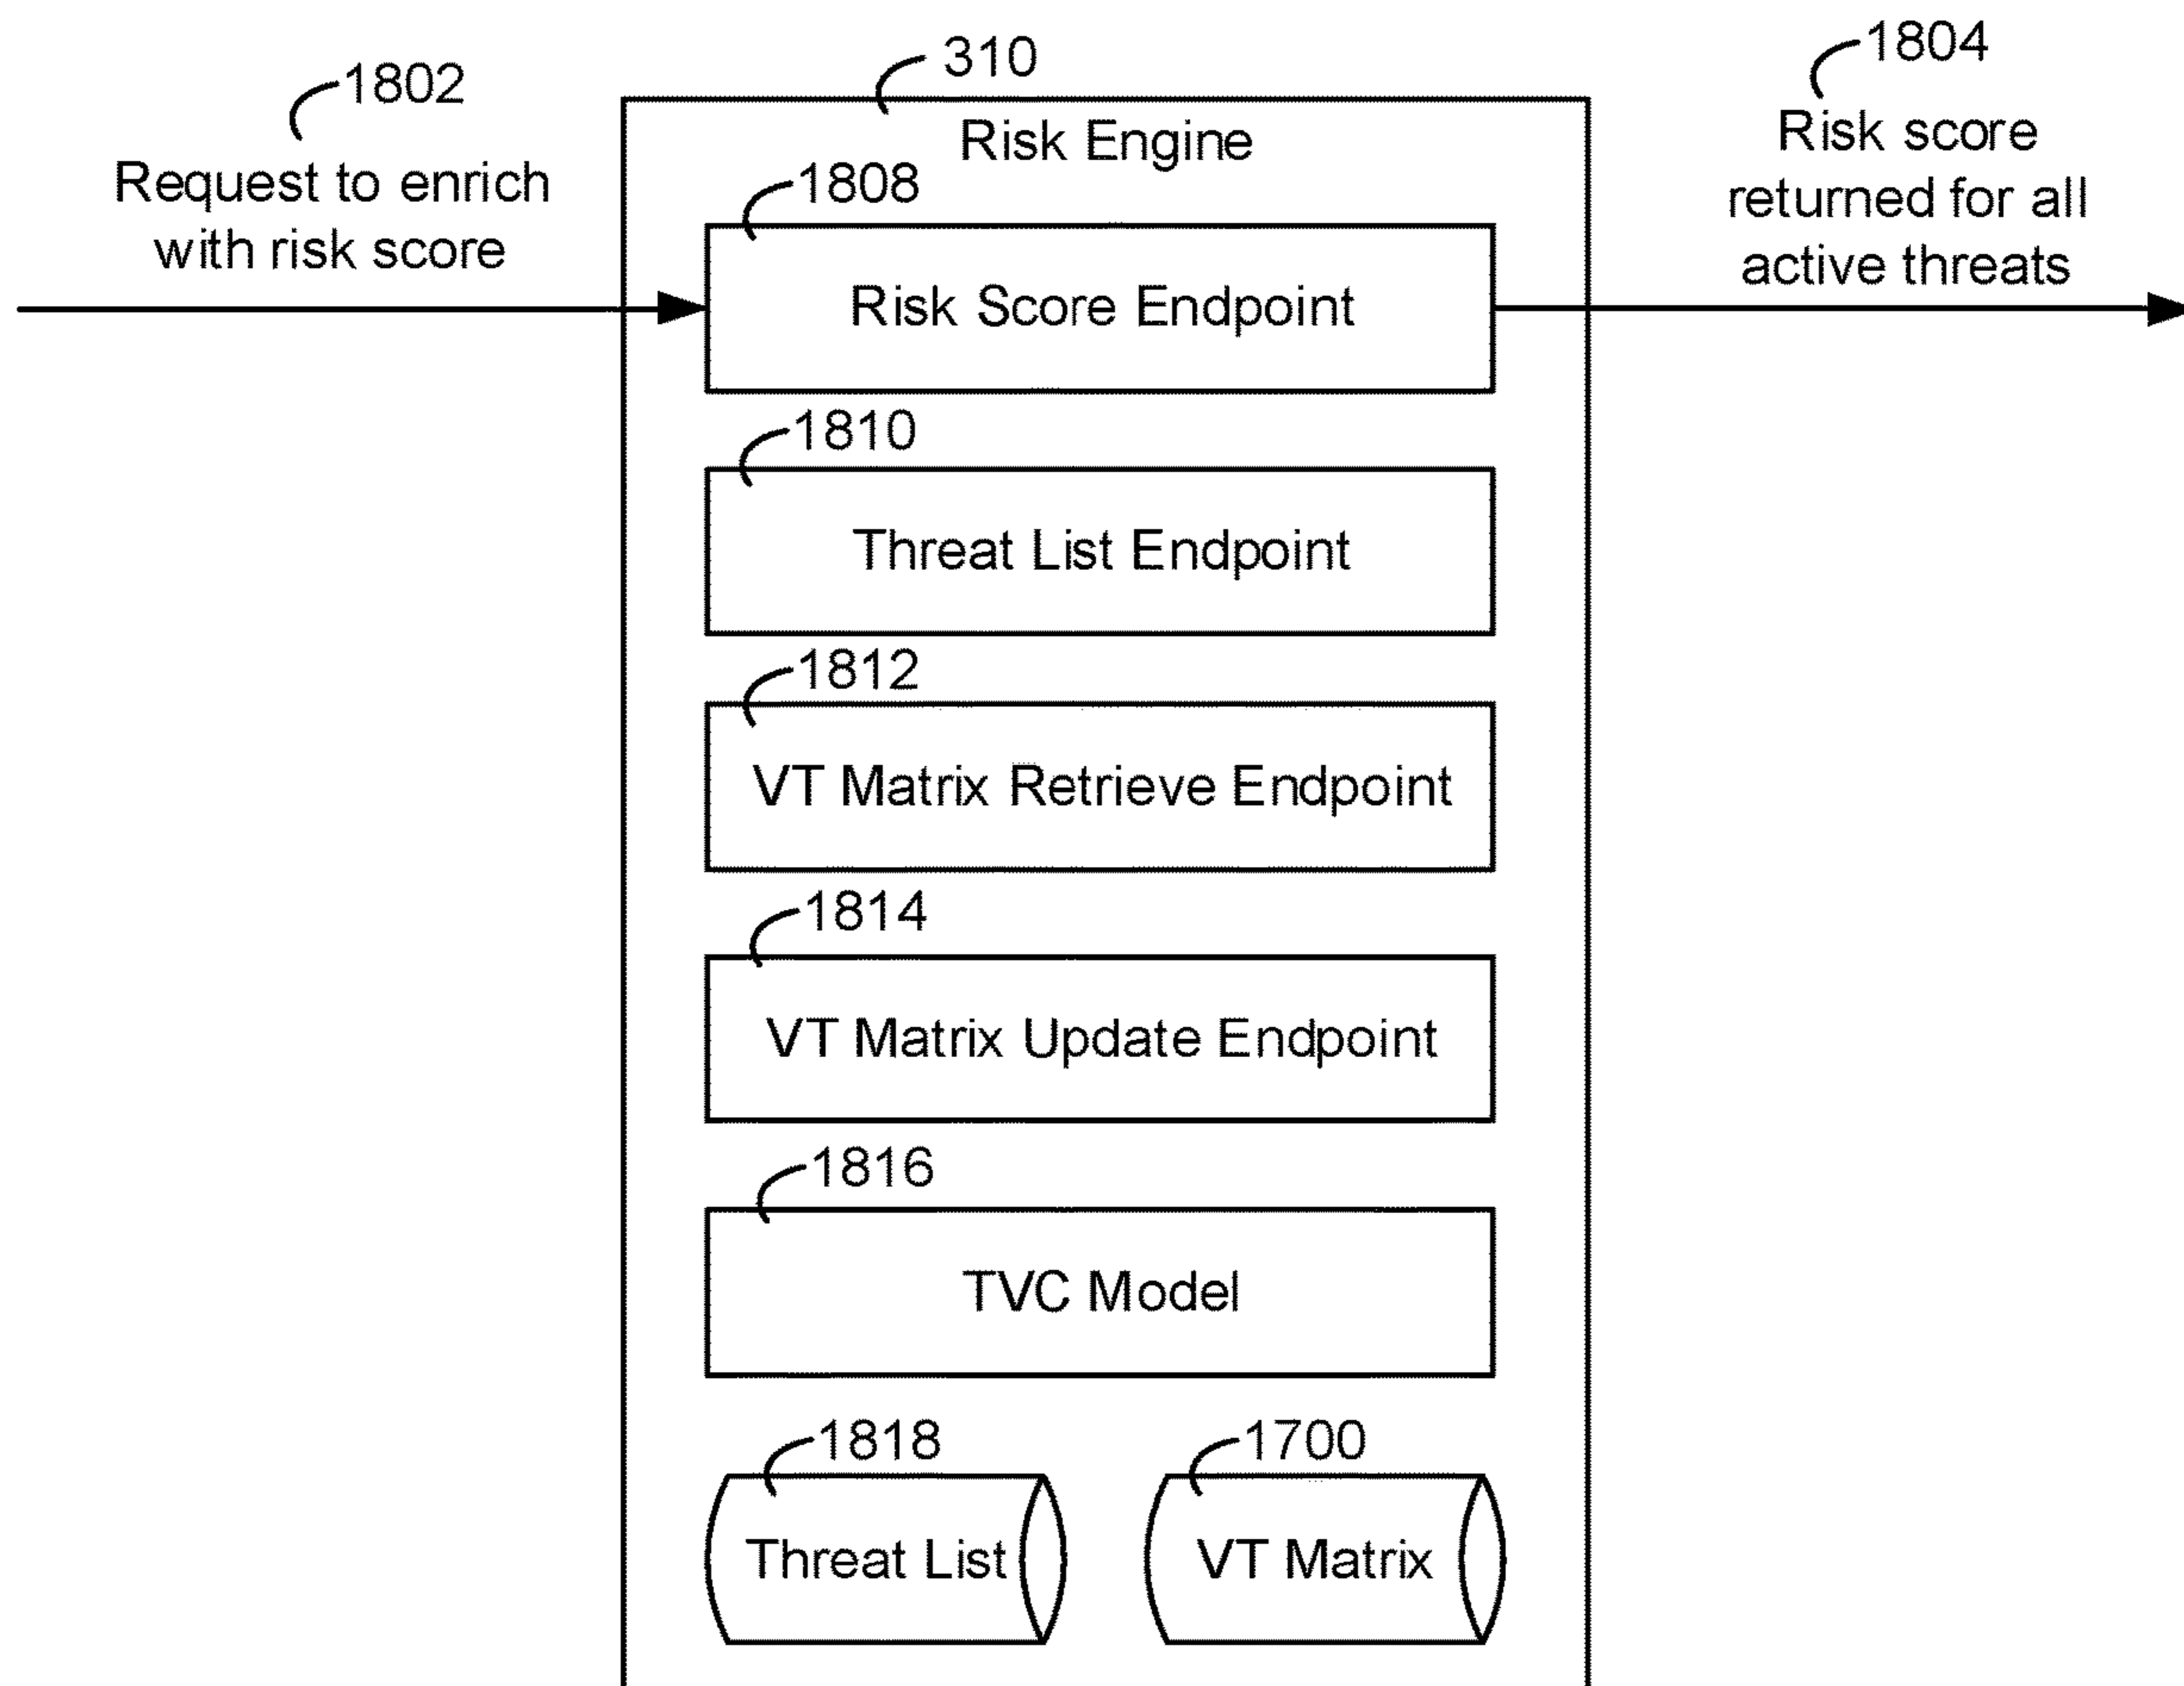 1802
Request to enrich
with risk score
310
Risk Engine
1804
Risk score
returned for all
active threats
1808
Risk Score Endpoint
1810
Threat List Endpoint
1812
VT Matrix Retrieve Endpoint
1814
VT Matrix Update Endpoint
1816
TVC Model
1818
Threat List
1700
VT Matrix